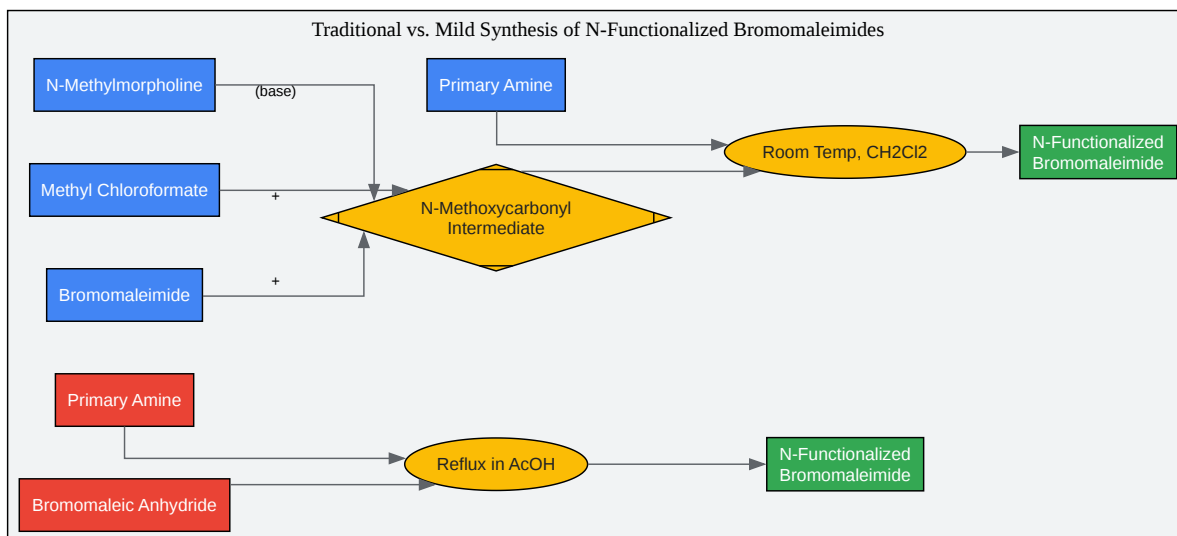 Traditional vs. Mild Synthesis of N-Functionalized Bromomaleimides
N-Methylmorpholine
(base)
Primary Amine
Room Temp, CH2Cl2
N-Functionalized
Bromomaleimide
Methyl Chloroformate
+
N-Methoxycarbonyl
Intermediate
Bromomaleimide
+
Primary Amine
Reflux in AcOH
N-Functionalized
Bromomaleimide
Bromomaleic Anhydride